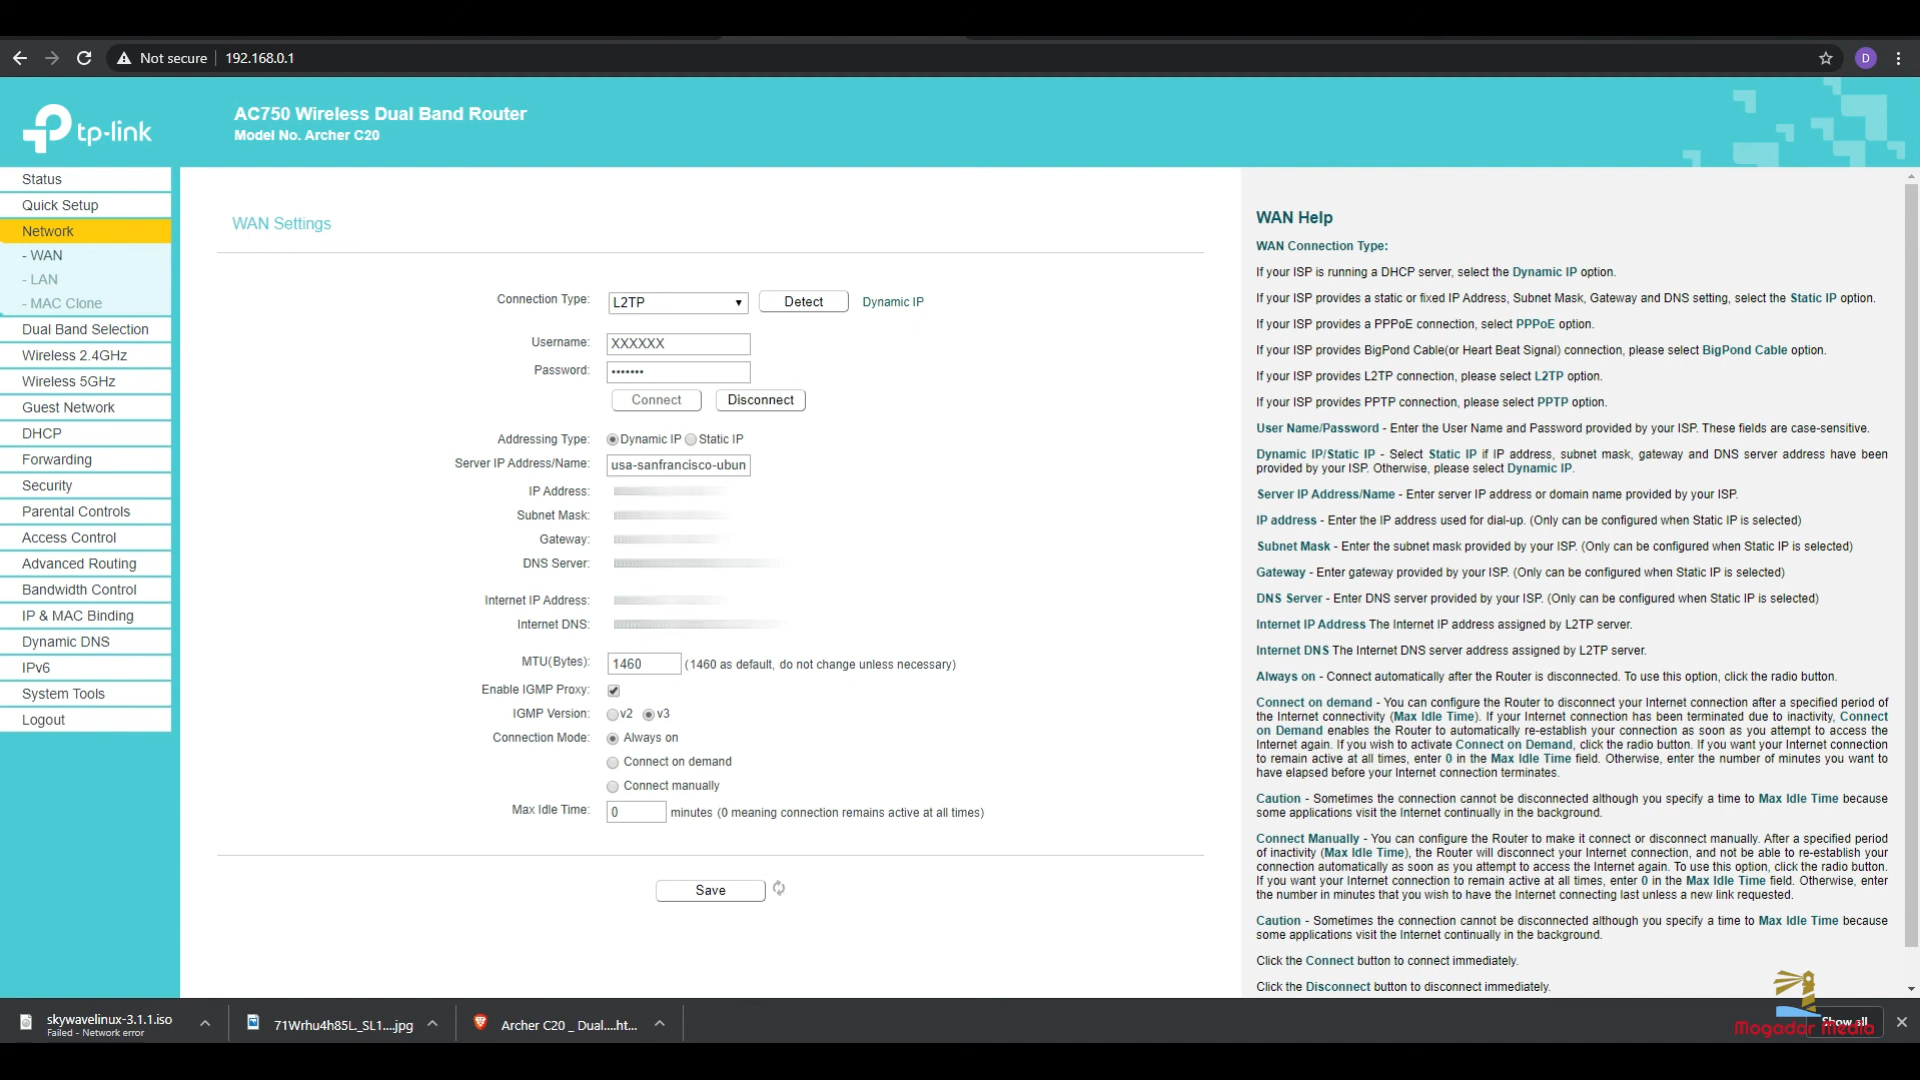 Not secure
192.168.0.1
D
tp-link
AC750 Wireless Dual Band Router
Model No. Archer C20
Status
Quick Setup
Network
- WAN
- LAN
- MAC Clone
Dual Band Selection
Wireless 2.4GHz
Wireless 5GHz
Guest Network
DHCP
Forwarding
Security
Parental Controls
Access Control
Advanced Routing
Bandwidth Control
IP & MAC Binding
Dynamic DNS
IPv6
System Tools
Logout
WAN Settings
Connection Type: L2TP Detect Dynamic IP
Username: XXXXXX
Password: •••••••
Connect Disconnect
Addressing Type: Dynamic IP Static IP
Server IP Address/Name: usa-sanfrancisco-ubun
IP Address:
Subnet Mask:
Gateway:
DNS Server:
Internet IP Address:
Internet DNS:
MTU(Bytes): 1460 (1460 as default, do not change unless necessary)
Enable IGMP Proxy:
IGMP Version: v2 v3
Connection Mode: Always on
Connect on demand
Connect manually
Max Idle Time: 0 minutes (0 meaning connection remains active at all times)
Save
WAN Help
WAN Connection Type:
If your ISP is running a DHCP server, select the Dynamic IP option.
If your ISP provides a static or fixed IP Address, Subnet Mask, Gateway and DNS setting, select the Static IP option.
If your ISP provides a PPPoE connection, select PPPoE option.
If your ISP provides BigPond Cable(or Heart Beat Signal) connection, please select BigPond Cable option.
If your ISP provides L2TP connection, please select L2TP option.
If your ISP provides PPTP connection, please select PPTP option.
User Name/Password - Enter the User Name and Password provided by your ISP. These fields are case-sensitive.
Dynamic IP/Static IP - Select Static IP if IP address, subnet mask, gateway and DNS server address have been
provided by your ISP. Otherwise, please select Dynamic IP.
Server IP Address/Name - Enter server IP address or domain name provided by your ISP.
IP address - Enter the IP address used for dial-up. (Only can be configured when Static IP is selected)
Subnet Mask - Enter the subnet mask provided by your ISP. (Only can be configured when Static IP is selected)
Gateway - Enter gateway provided by your ISP. (Only can be configured when Static IP is selected)
DNS Server - Enter DNS server provided by your ISP. (Only can be configured when Static IP is selected)
Internet IP Address The Internet IP address assigned by L2TP server.
Internet DNS The Internet DNS server address assigned by L2TP server.
Always on - Connect automatically after the Router is disconnected. To use this option, click the radio button.
Connect on demand - You can configure the Router to disconnect your Internet connection after a specified period of
the Internet connectivity (Max Idle Time). If your Internet connection has been terminated due to inactivity, Connect
on Demand enables the Router to automatically re-establish your connection as soon as you attempt to access the
Internet again. If you wish to activate Connect on Demand, click the radio button. If you want your Internet connection
to remain active at all times, enter 0 in the Max Idle Time field. Otherwise, enter the number of minutes you want to
have elapsed before your Internet connection terminates.
Caution - Sometimes the connection cannot be disconnected although you specify a time to Max Idle Time because
some applications visit the Internet continually in the background.
Connect Manually - You can configure the Router to make it connect or disconnect manually. After a specified period
of inactivity (Max Idle Time), the Router will disconnect your Internet connection, and not be able to re-establish your
connection automatically as soon as you attempt to access the Internet again. To use this option, click the radio button.
If you want your Internet connection to remain active at all times, enter 0 in the Max Idle Time field. Otherwise, enter
the number in minutes that you wish to have the Internet connecting last unless a new link requested.
Caution - Sometimes the connection cannot be disconnected although you specify a time to Max Idle Time because
some applications visit the Internet continually in the background.
Click the Connect button to connect immediately.
Click the Disconnect button to disconnect immediately.
skywavelinux-3.1.1.iso
Failed - Network error
71Wrhu4h85L._SL1....jpg
Archer C20 _ Dual....ht...
Show all
Mogador Media